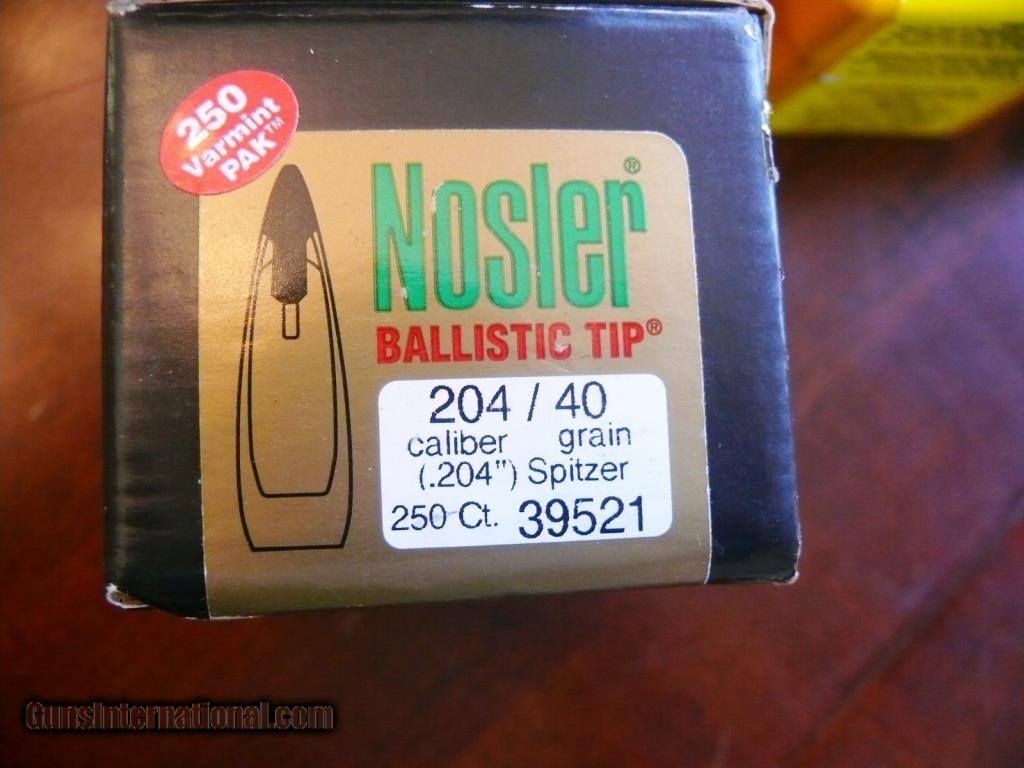 250
Varmint
PAK™
Nosler®
BALLISTIC TIP®
204 / 40
caliber grain
(.204") Spitzer
250 Ct. 39521
GunsInternational.com